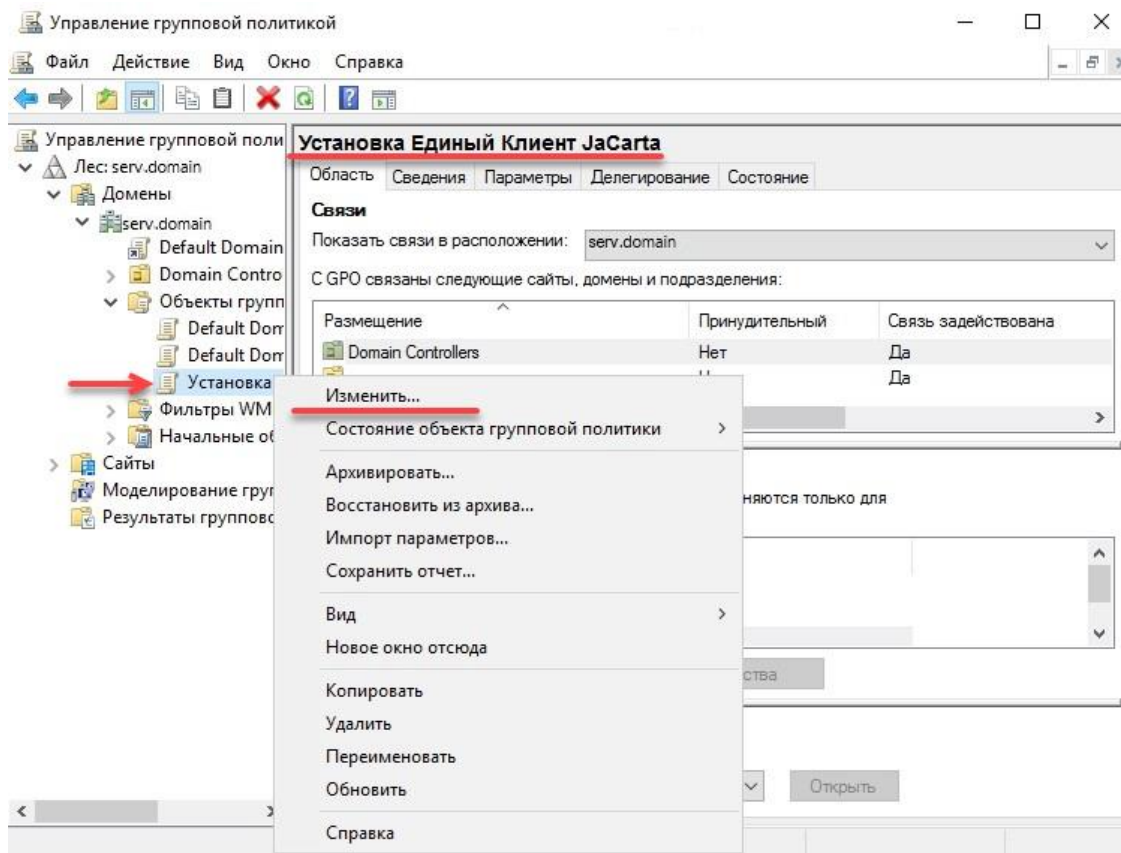 Управление групповой политикой
Файл Действие Вид Окно Справка
Управление групповой поли
Лес: serv.domain
Домены
serv.domain
Default Domain
Domain Contro
Объекты групп
Default Dom
Default Dom
Установка
Фильтры WM
Начальные об
Сайты
Моделирование груп
Результаты группово
Установка Единый Клиент JaCarta
Область Сведения Параметры Делегирование Состояние
Связи
Показать связи в расположении: serv.domain
С GPO связаны следующие сайты, домены и подразделения:
Размещение Принудительный Связь задействована
Domain Controllers Нет Да
Да
няются только для
ства
Открыть
Изменить...
Состояние объекта групповой политики
Архивировать...
Восстановить из архива...
Импорт параметров...
Сохранить отчет...
Вид
Новое окно отсюда
Копировать
Удалить
Переименовать
Обновить
Справка